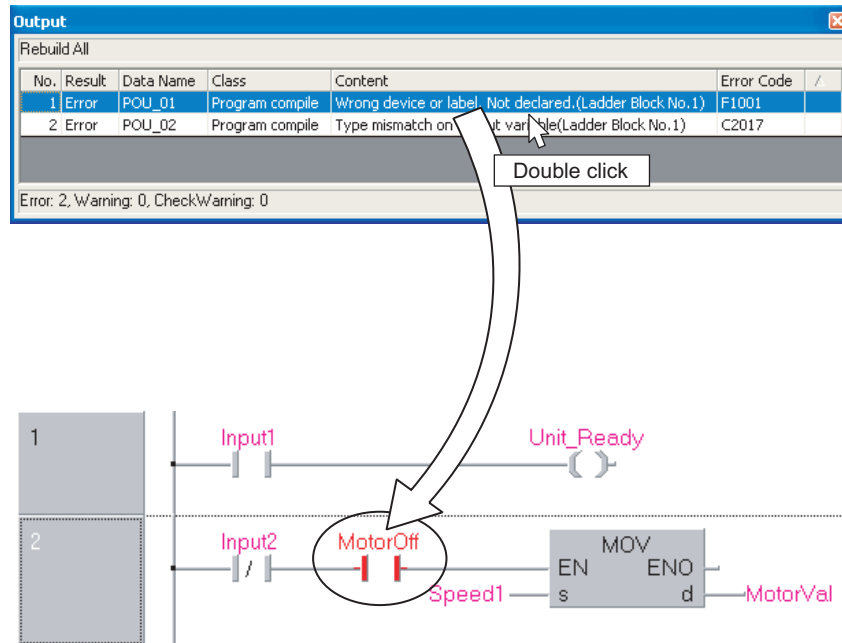 Output
Rebuild All
No. Result Data Name Class Content Error Code /
1 Error POU_01 Program compile Wrong device or label. Not declared.(Ladder Block No.1) F1001
2 Error POU_02 Program compile Type mismatch on ut variable(Ladder Block No.1) C2017
Double click
Error: 2, Warning: 0, CheckWarning: 0
1 Input1 Unit_Ready
2 Input2 MotorOff MOV
/ EN ENO
Speed1 s d MotorVal